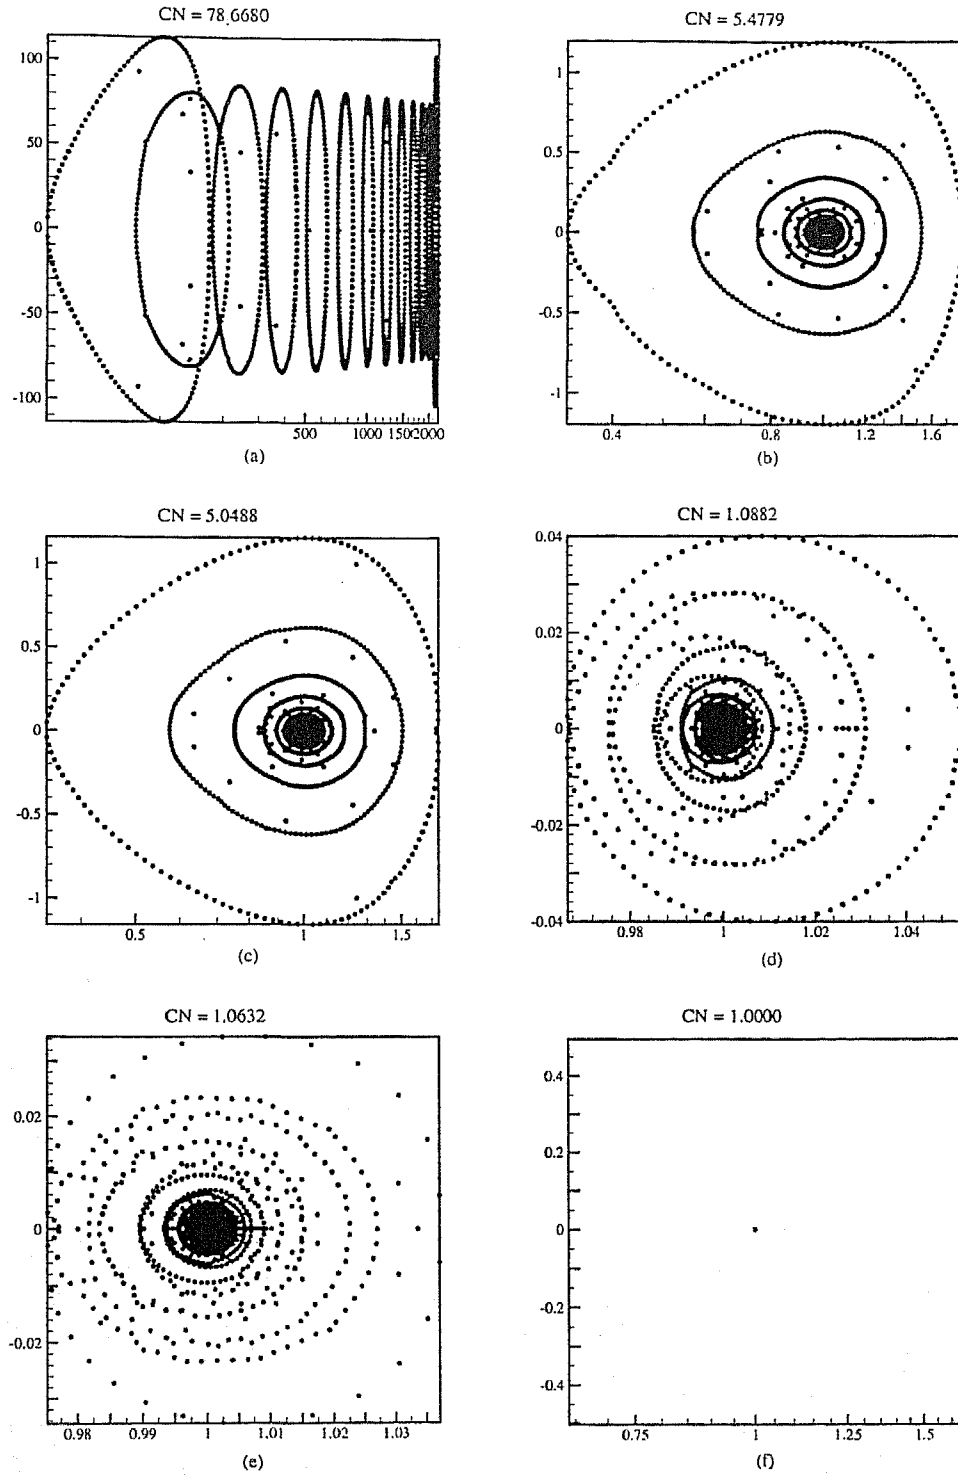 CN = 78.6680
100
50
0
-50
-100
500 1000 1500 2000
(a)
CN = 5.4779
1
0.5
0
-0.5
-1
0.4 0.8 1.2 1.6
(b)
CN = 5.0488
1
0.5
0
-0.5
-1
0.5 1 1.5
(c)
CN = 1.0882
0.04
0.02
0
-0.02
-0.04
0.98 1 1.02 1.04
(d)
CN = 1.0632
0.02
0
-0.02
0.98 0.99 1 1.01 1.02 1.03
(e)
CN = 1.0000
0.4
0.2
0
-0.2
-0.4
0.75 1 1.25 1.5
(f)